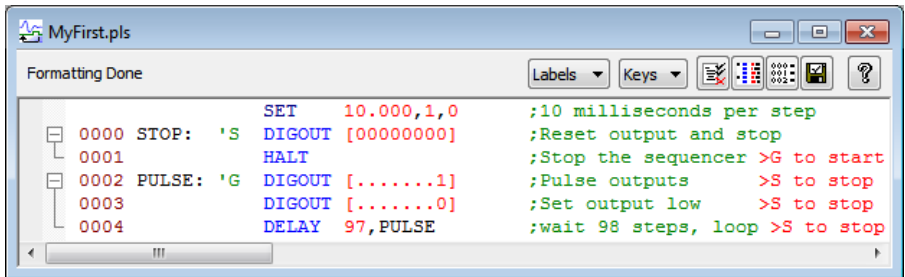 MyFirst.pls
Formatting Done Labels Keys
SET 10.000,1,0 ;10 milliseconds per step
0000 STOP: 'S DIGOUT [00000000] ;Reset output and stop
0001 HALT ;Stop the sequencer >G to start
0002 PULSE: 'G DIGOUT [.......1] ;Pulse outputs >S to stop
0003 DIGOUT [.......0] ;Set output low >S to stop
0004 DELAY 97,PULSE ;wait 98 steps, loop >S to stop